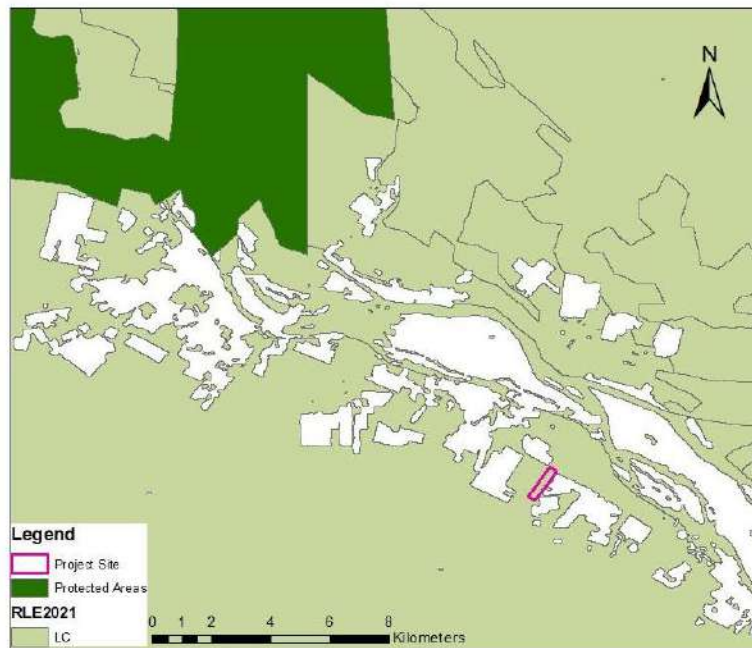 N
Legend
Project Site
Protected Areas
RLE2021
LC
0 1 2 4 6 8
Kilometers